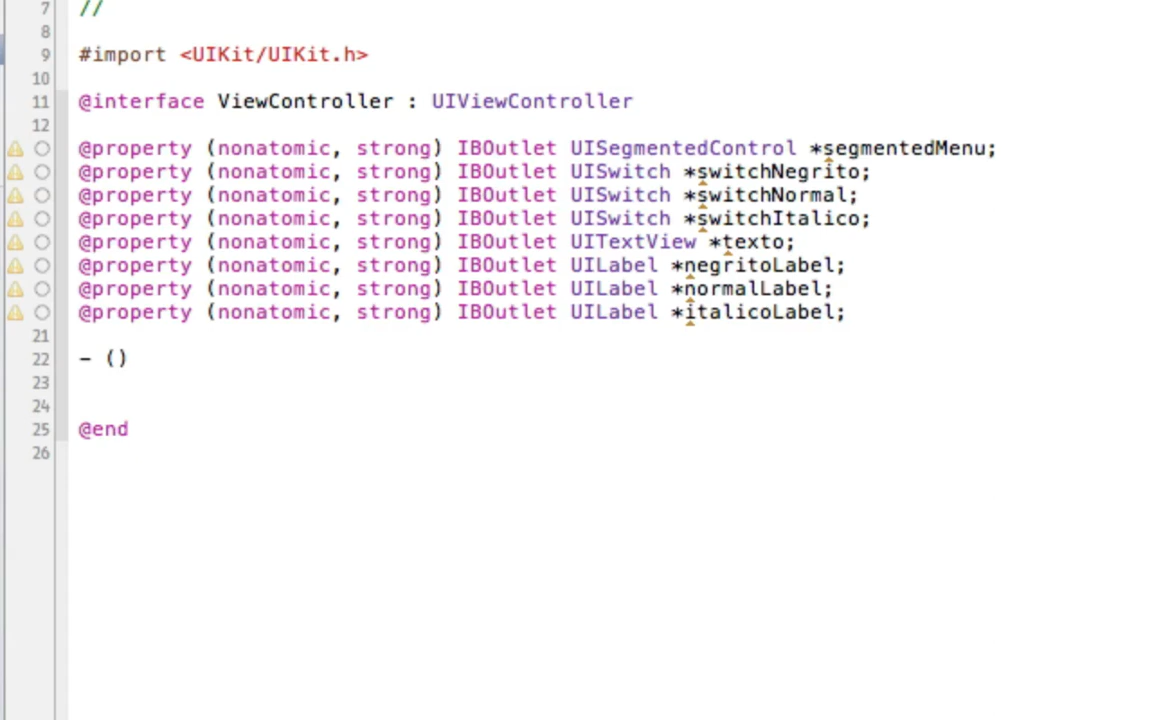 7 //
8
9 #import <UIKit/UIKit.h>
10
11 @interface ViewController : UIViewController
12
@property (nonatomic, strong) IBOutlet UISegmentedControl *segmentedMenu;
@property (nonatomic, strong) IBOutlet UISwitch *switchNegrito;
@property (nonatomic, strong) IBOutlet UISwitch *switchNormal;
@property (nonatomic, strong) IBOutlet UISwitch *switchItalico;
@property (nonatomic, strong) IBOutlet UITextView *texto;
@property (nonatomic, strong) IBOutlet UILabel *negritoLabel;
@property (nonatomic, strong) IBOutlet UILabel *normalLabel;
@property (nonatomic, strong) IBOutlet UILabel *italicoLabel;
21
22 - ()
23
24
25 @end
26